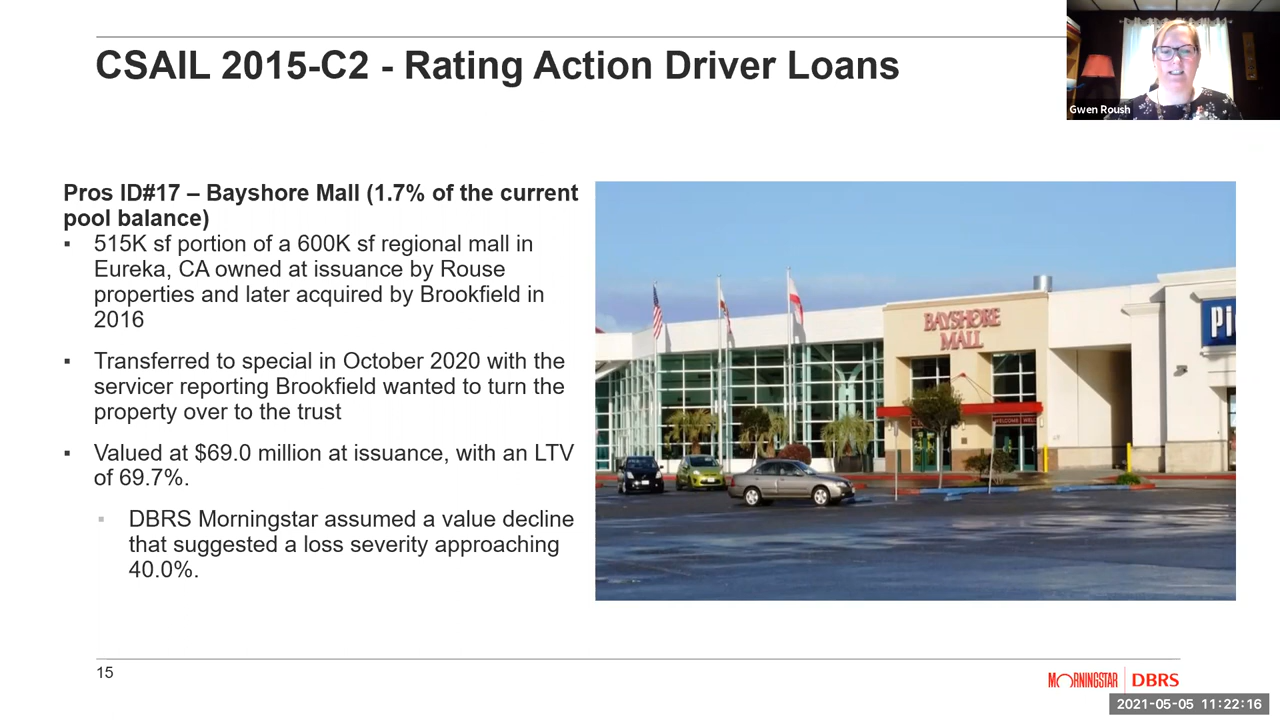 CSAIL 2015-C2 - Rating Action Driver Loans
Gwen Roush
Pros ID#17 – Bayshore Mall (1.7% of the current
pool balance)
▪ 515K sf portion of a 600K sf regional mall in
Eureka, CA owned at issuance by Rouse
properties and later acquired by Brookfield in
2016
▪ Transferred to special in October 2020 with the
servicer reporting Brookfield wanted to turn the
property over to the trust
▪ Valued at $69.0 million at issuance, with an LTV
of 69.7%.
▪ DBRS Morningstar assumed a value decline
that suggested a loss severity approaching
40.0%.
BAYSHORE
MALL
Pi
WELCOME
15
MORNINGSTAR | DBRS
2021-05-05 11:22:16